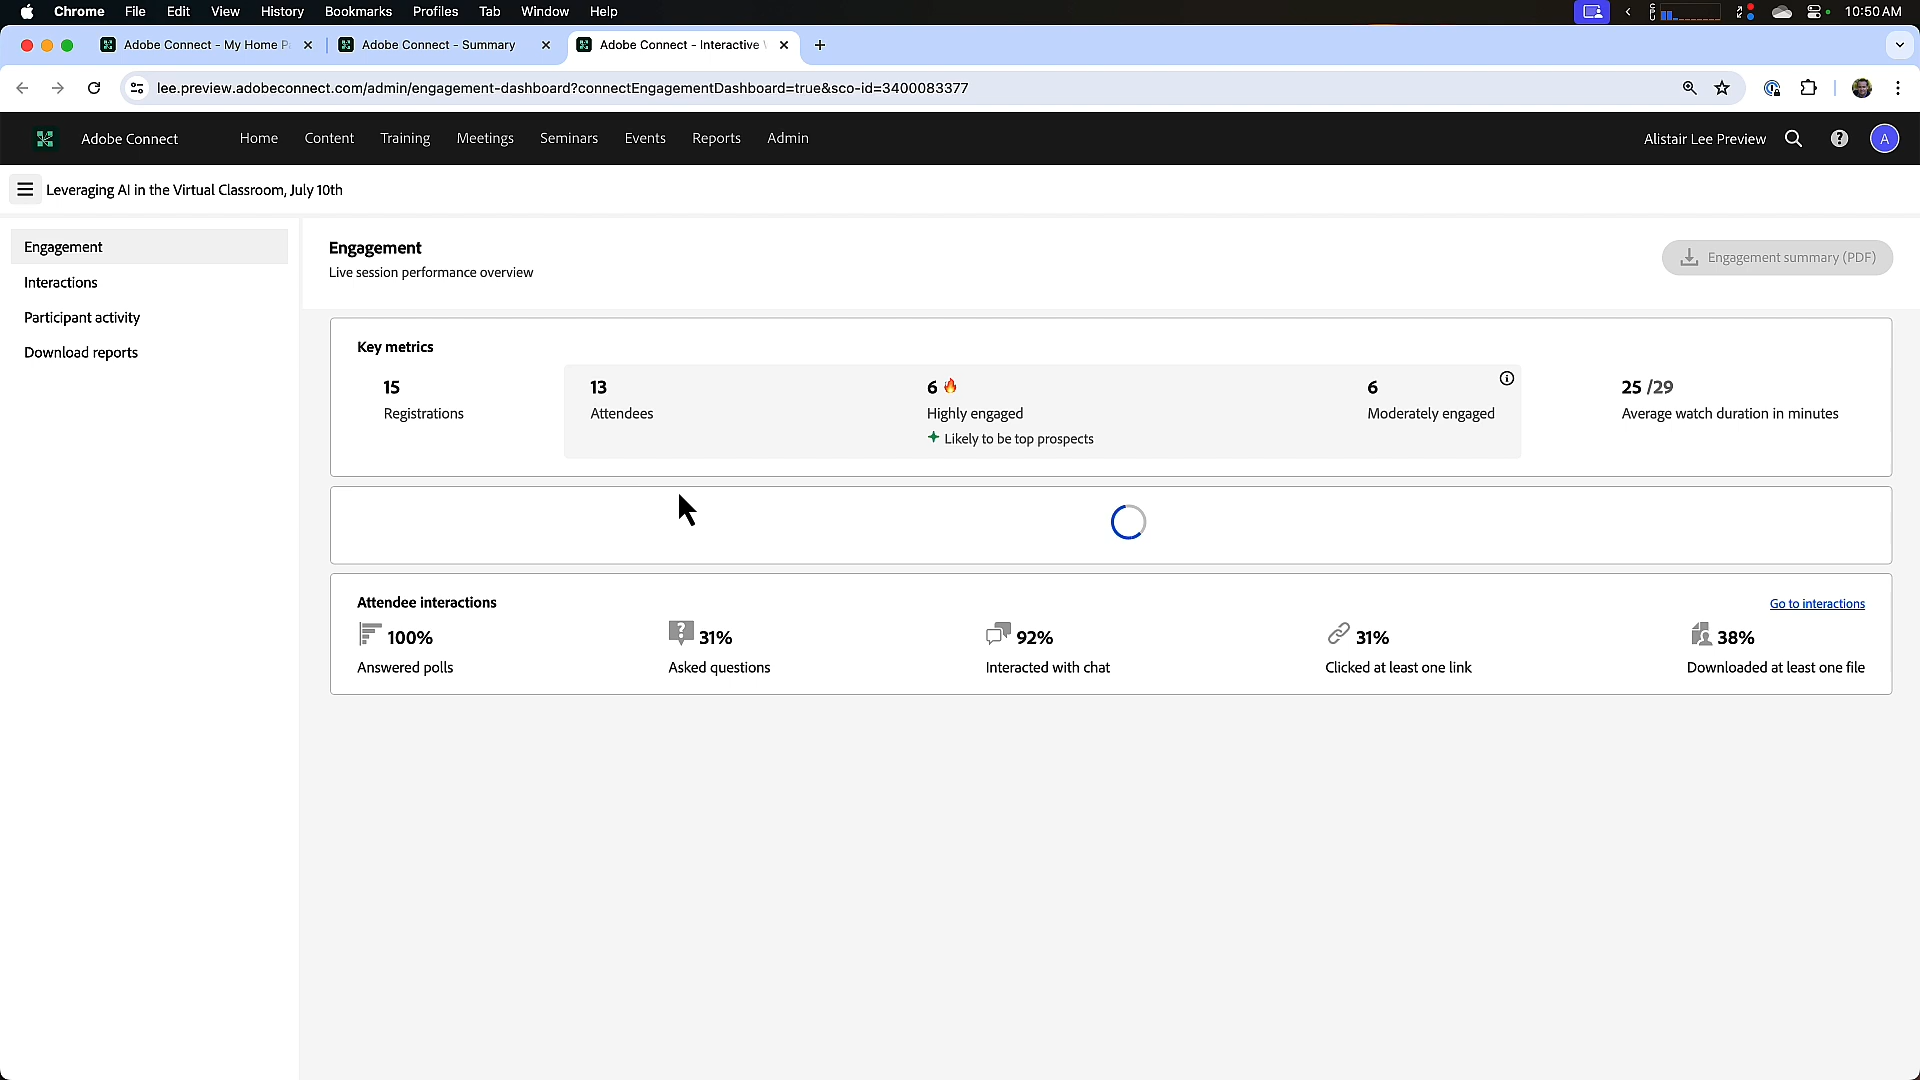 Chrome File Edit View History Bookmarks Profiles Tab Window Help 10:50 AM
Adobe Connect - My Home P Adobe Connect - Summary Adobe Connect - Interactive
lee.preview.adobeconnect.com/admin/engagement-dashboard?connectEngagementDashboard=true&sco-id=3400083377
Adobe Connect Home Content Training Meetings Seminars Events Reports Admin Alistair Lee Preview A
Leveraging AI in the Virtual Classroom, July 10th
Engagement
Interactions
Participant activity
Download reports
Engagement
Live session performance overview
Engagement summary (PDF)
Key metrics
15 13 6 🔥 6 25 /29
Registrations Attendees Highly engaged Moderately engaged Average watch duration in minutes
Likely to be top prospects
Attendee interactions Go to interactions
100% 31% 92% 31% 38%
Answered polls Asked questions Interacted with chat Clicked at least one link Downloaded at least one file